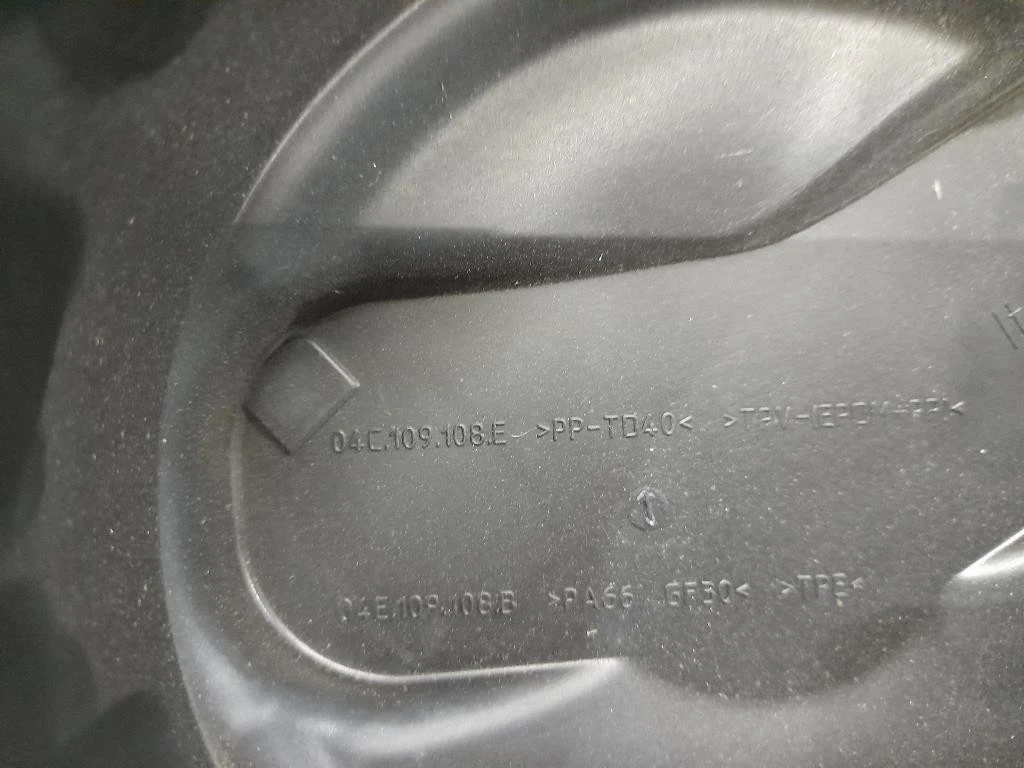 04C.109.108.E >PP-TD40< >TPV-(EPDM+PP)<
04E.109.108.B >PA66 GF30< >TPE<